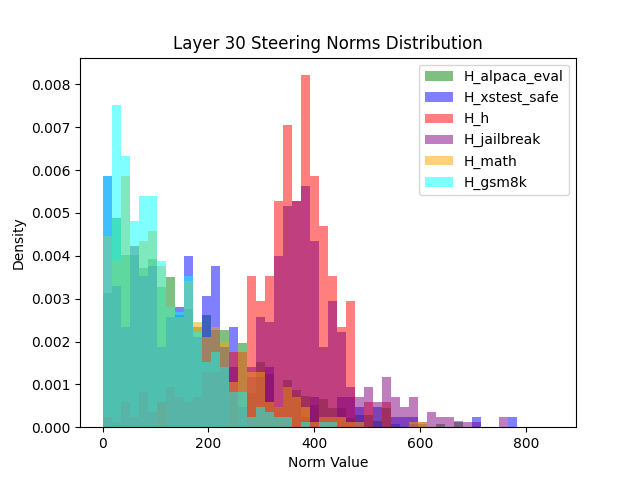 Layer 30 Steering Norms Distribution
H_alpaca_eval
H_xstest_safe
H_h
H_jailbreak
H_math
H_gsm8k
0.008
0.007
0.006
0.005
0.004
0.003
0.002
0.001
0.000
Density
0 200 400 600 800
Norm Value